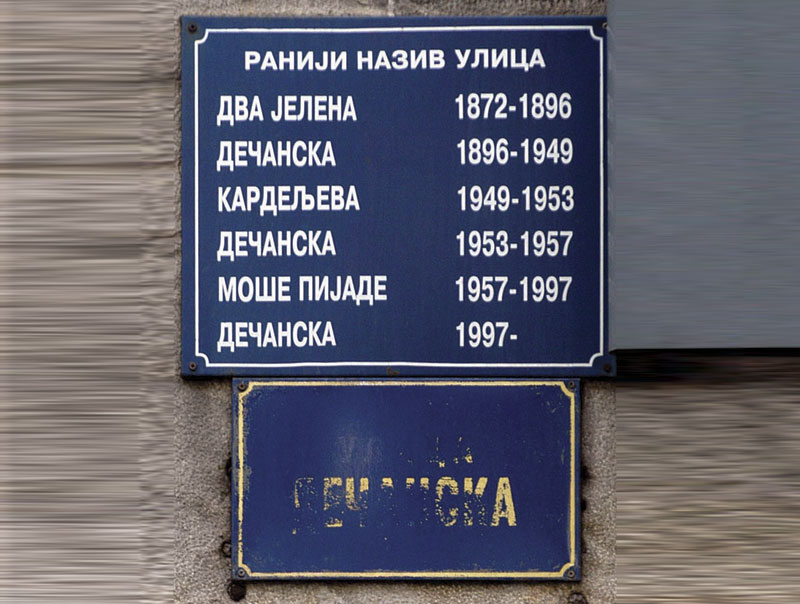 РАНИЈИ НАЗИВ УЛИЦА
ДВА ЈЕЛЕНА 1872-1896
ДЕЧАНСКА 1896-1949
КАРДЕЉЕВА 1949-1953
ДЕЧАНСКА 1953-1957
МОШЕ ПИЈАДЕ 1957-1997
ДЕЧАНСКА 1997-
ДЕЧАНСКА